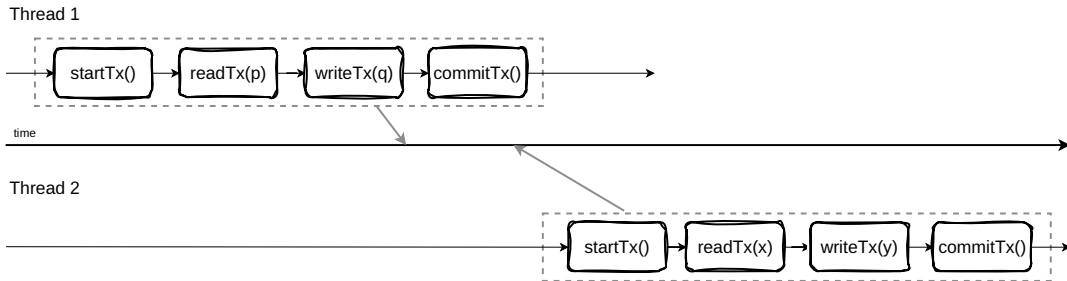 Thread 1
startTx() readTx(p) writeTx(q) commitTx()
time
Thread 2
startTx() readTx(x) writeTx(y) commitTx()